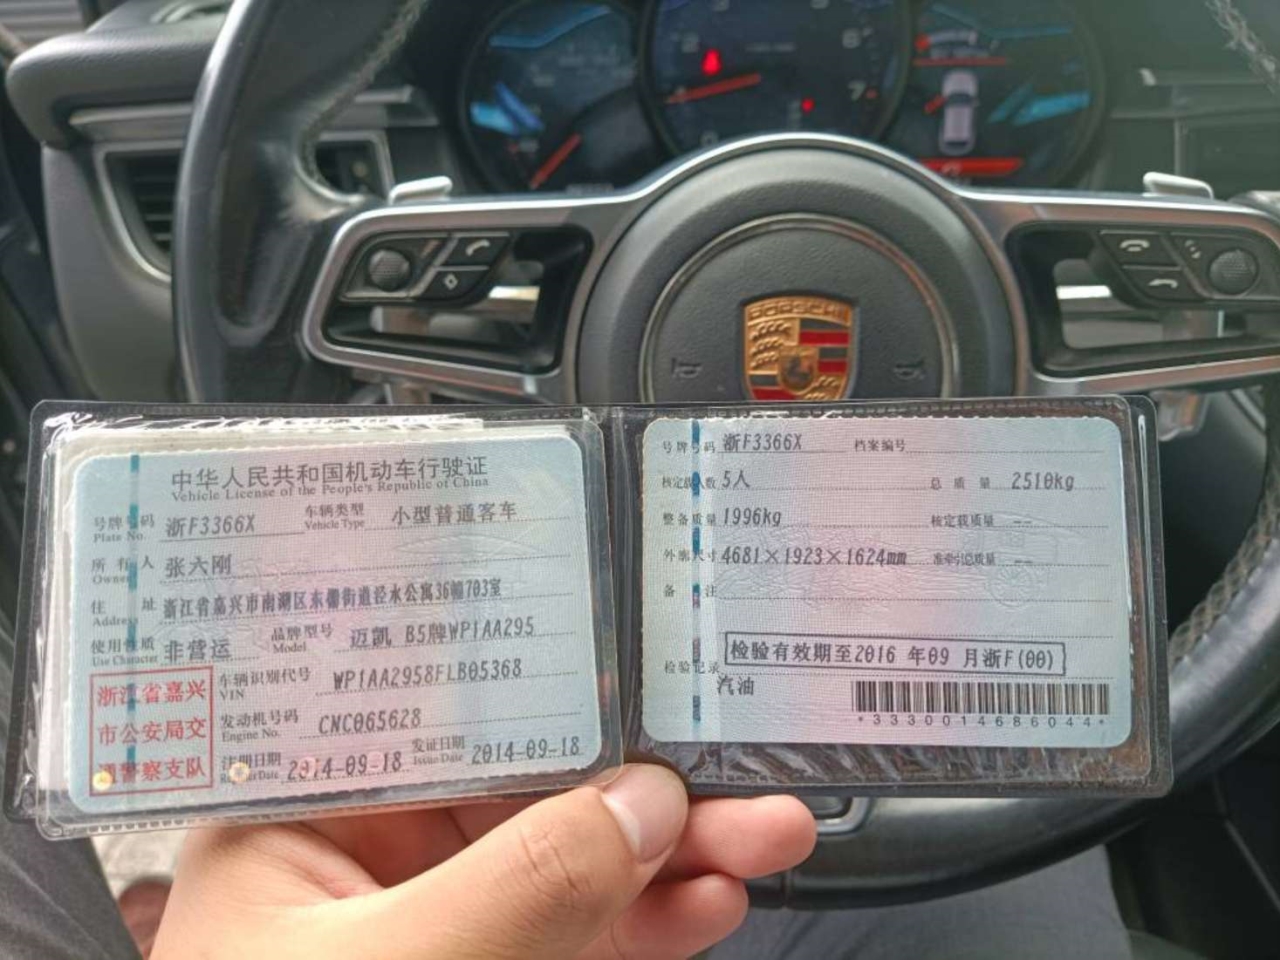 PORSCHE
中华人民共和国机动车行驶证
Vehicle License of the People's Republic of China
号牌号码 浙F3366X 车辆类型 小型普通客车
Plate No. Vehicle Type
所有人 张六刚
Owner
住址 浙江省嘉兴市南湖区东栅街道泾水公寓36幢703室
Address
使用性质 非营运 品牌型号 迈凯 B5牌WP1AA295
Use Character Model
浙江省嘉兴
市公安局交
通警察支队
车辆识别代号 WP1AA2958FLB05368
VIN
发动机号码 CNC065628
Engine No.
注册日期 2014-09-18 发证日期 2014-09-18
Register Date Issue Date
号牌号码 浙F3366X 档案编号
核定载人数 5人 总质量 2510kg
整备质量 1996kg 核定载质量 --
外廓尺寸 4681×1923×1624mm 准牵引总质量 --
备注
检验有效期至2016 年09 月浙F(00)
检验记录
汽油
*3330014686044*